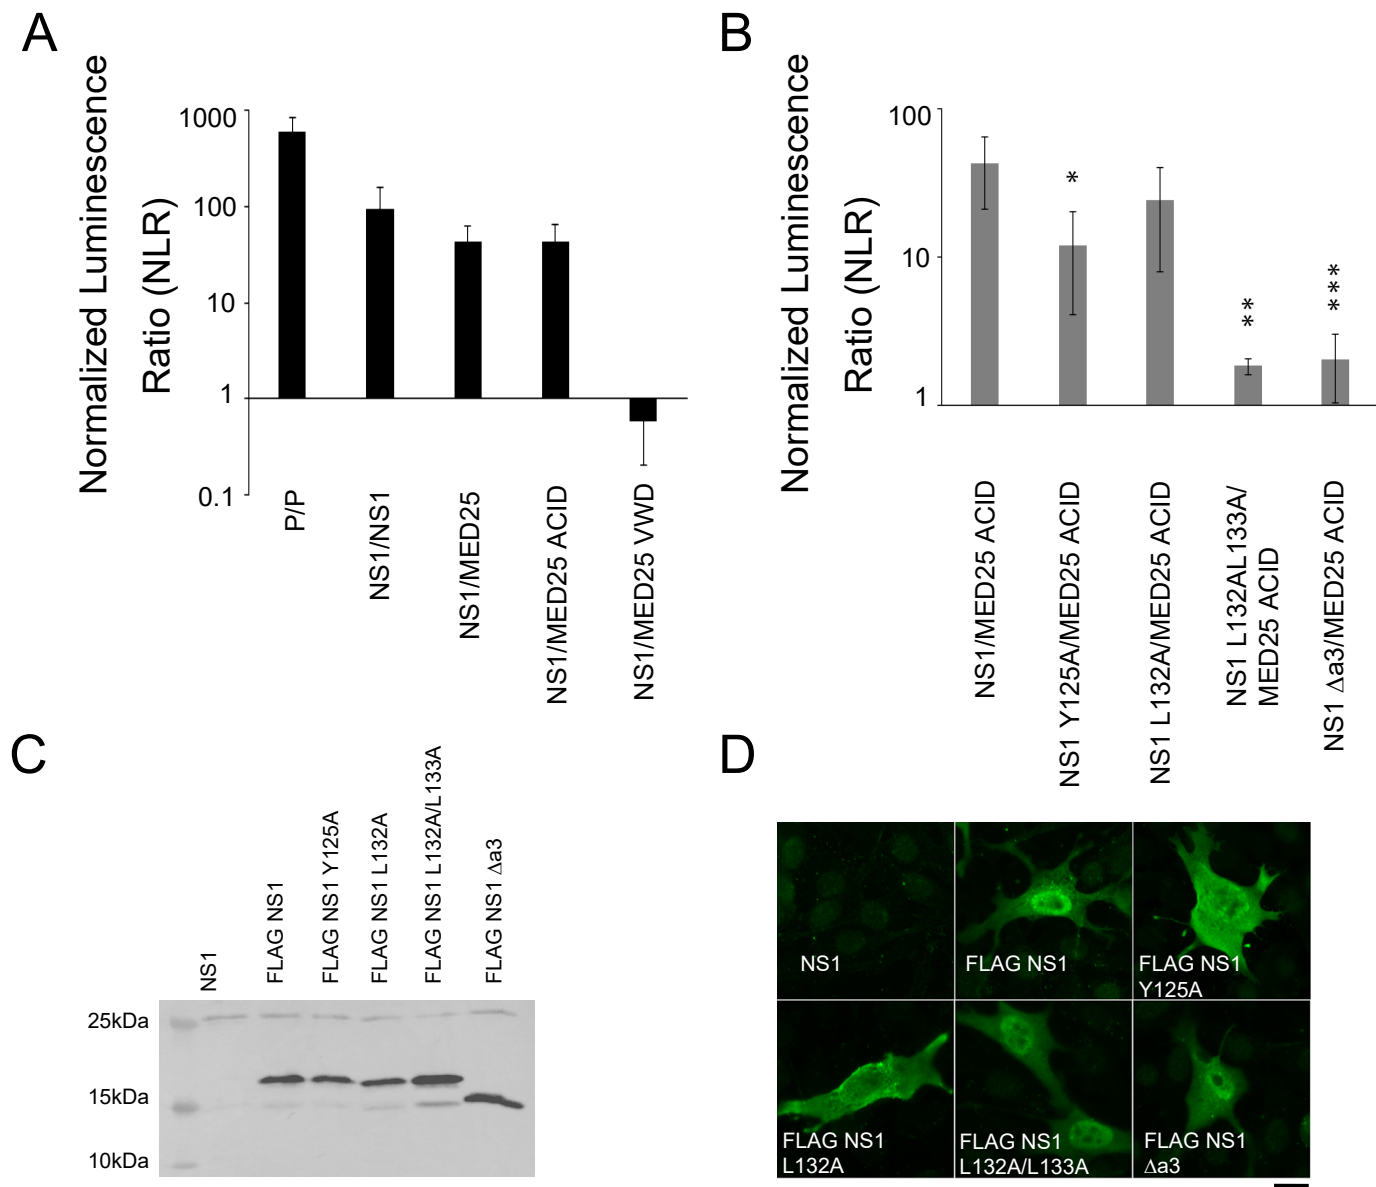 A
Normalized Luminescence
Ratio (NLR)
1000
100
10
1
0.1
P/P
NS1/NS1
NS1/MED25
NS1/MED25 ACID
NS1/MED25 VWD
B
Normalized Luminescence
Ratio (NLR)
100
10
1
*
**
***
NS1/MED25 ACID
NS1 Y125A/MED25 ACID
NS1 L132A/MED25 ACID
NS1 L132AL133A/
MED25 ACID
NS1 Δa3/MED25 ACID
C
NS1
FLAG NS1
FLAG NS1 Y125A
FLAG NS1 L132A
FLAG NS1 L132A/L133A
FLAG NS1 Δa3
25kDa
15kDa
10kDa
D
NS1
FLAG NS1
FLAG NS1
Y125A
FLAG NS1
L132A
FLAG NS1
L132A/L133A
FLAG NS1
Δa3